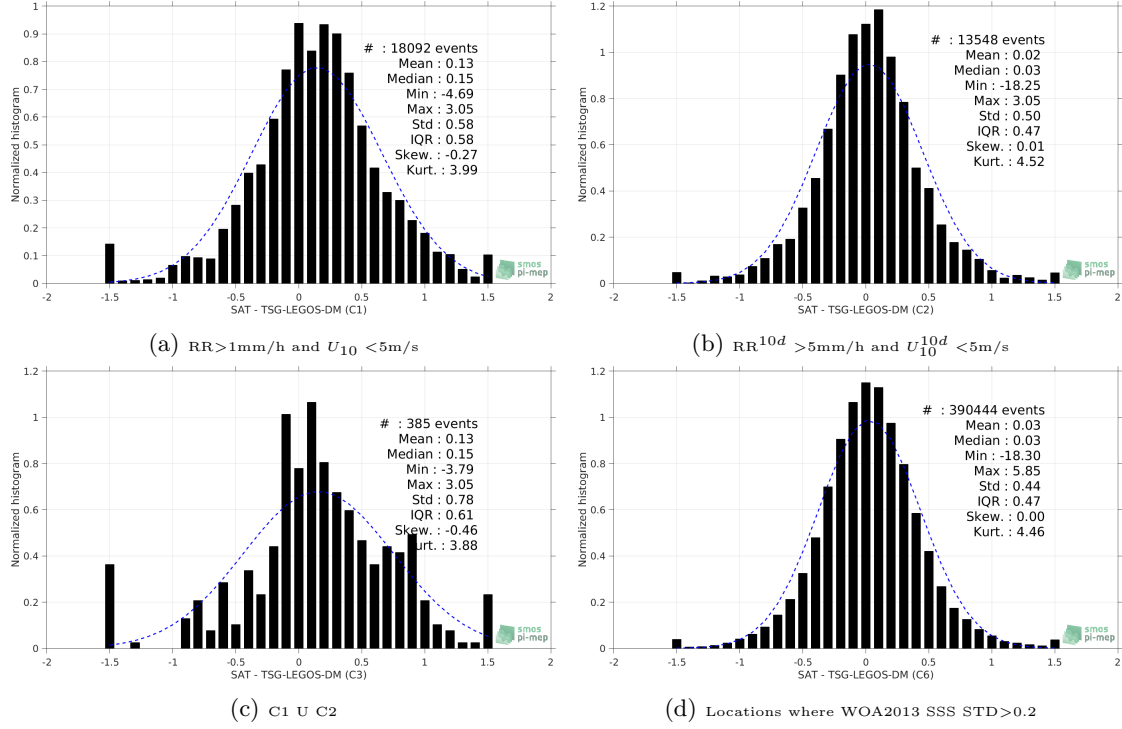 1
0.9
0.8
0.7
0.6
0.5
0.4
0.3
0.2
0.1
0
Normalized histogram
# : 18092 events
Mean : 0.13
Median : 0.15
Min : -4.69
Max : 3.05
Std : 0.58
IQR : 0.58
Skew. : -0.27
Kurt. : 3.99
smos
pi-mep
-2 -1.5 -1 -0.5 0 0.5 1 1.5 2
SAT - TSG-LEGOS-DM (C1)
(a) RR>1mm/h and U10 <5m/s
1.2
1
0.8
0.6
0.4
0.2
0
Normalized histogram
# : 13548 events
Mean : 0.02
Median : 0.03
Min : -18.25
Max : 3.05
Std : 0.50
IQR : 0.47
Skew. : 0.01
Kurt. : 4.52
smos
pi-mep
-2 -1.5 -1 -0.5 0 0.5 1 1.5 2
SAT - TSG-LEGOS-DM (C2)
(b) RR10d >5mm/h and U10d10 <5m/s
1.2
1
0.8
0.6
0.4
0.2
0
Normalized histogram
# : 385 events
Mean : 0.13
Median : 0.15
Min : -3.79
Max : 3.05
Std : 0.78
IQR : 0.61
Skew. : -0.46
urt. : 3.88
smos
pi-mep
-2 -1.5 -1 -0.5 0 0.5 1 1.5 2
SAT - TSG-LEGOS-DM (C3)
(c) C1 U C2
1.2
1
0.8
0.6
0.4
0.2
0
Normalized histogram
# : 390444 events
Mean : 0.03
Median : 0.03
Min : -18.30
Max : 5.85
Std : 0.44
IQR : 0.47
Skew. : 0.00
Kurt. : 4.46
smos
pi-mep
-2 -1.5 -1 -0.5 0 0.5 1 1.5 2
SAT - TSG-LEGOS-DM (C6)
(d) Locations where WOA2013 SSS STD>0.2